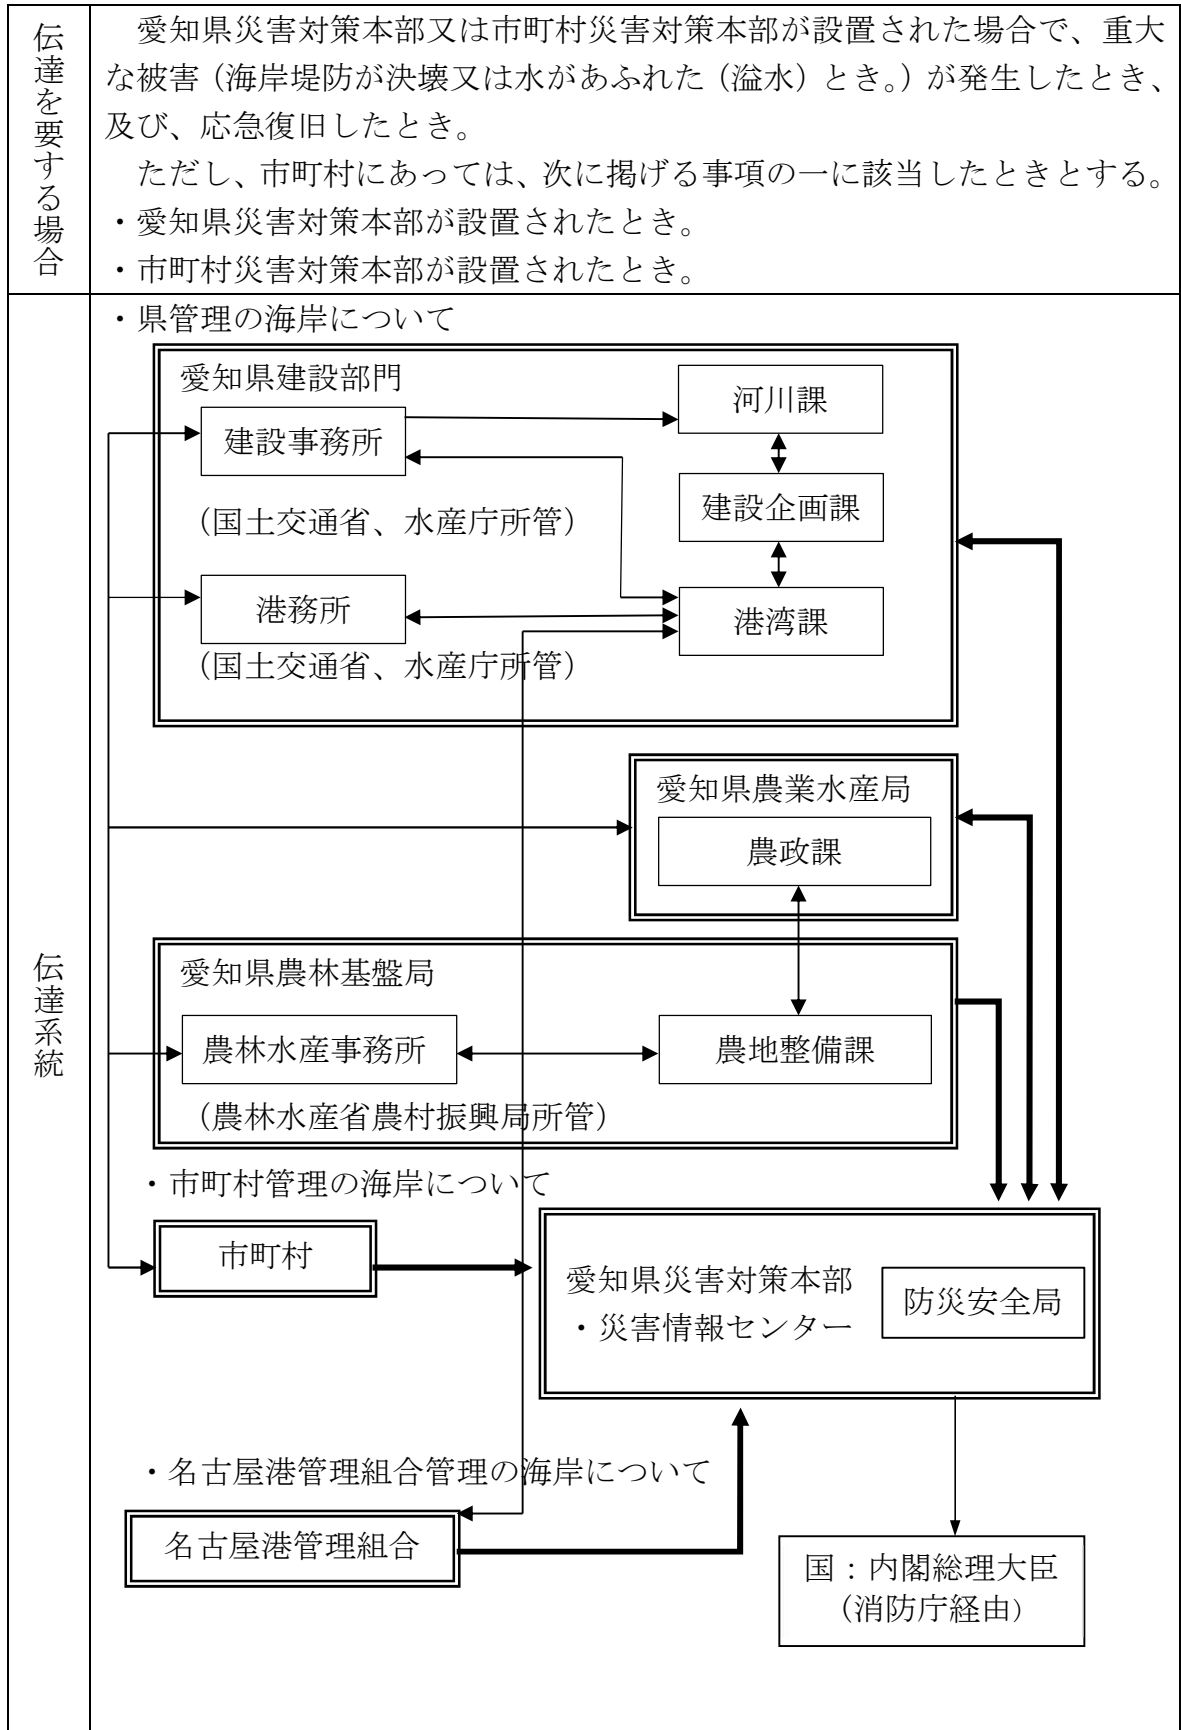 伝達を要する場合
愛知県災害対策本部又は市町村災害対策本部が設置された場合で、重大
な被害（海岸堤防が決壊又は水があふれた（溢水）とき。）が発生したとき、
及び、応急復旧したとき。
ただし、市町村にあっては、次に掲げる事項の一に該当したときとする。
・愛知県災害対策本部が設置されたとき。
・市町村災害対策本部が設置されたとき。
伝達系統
・県管理の海岸について
愛知県建設部門
河川課
建設事務所
建設企画課
（国土交通省、水産庁所管）
港務所
港湾課
（国土交通省、水産庁所管）
愛知県農業水産局
農政課
愛知県農林基盤局
農林水産事務所
農地整備課
（農林水産省農村振興局所管）
・市町村管理の海岸について
市町村
愛知県災害対策本部
・災害情報センター
防災安全局
・名古屋港管理組合管理の海岸について
名古屋港管理組合
国：内閣総理大臣
（消防庁経由）